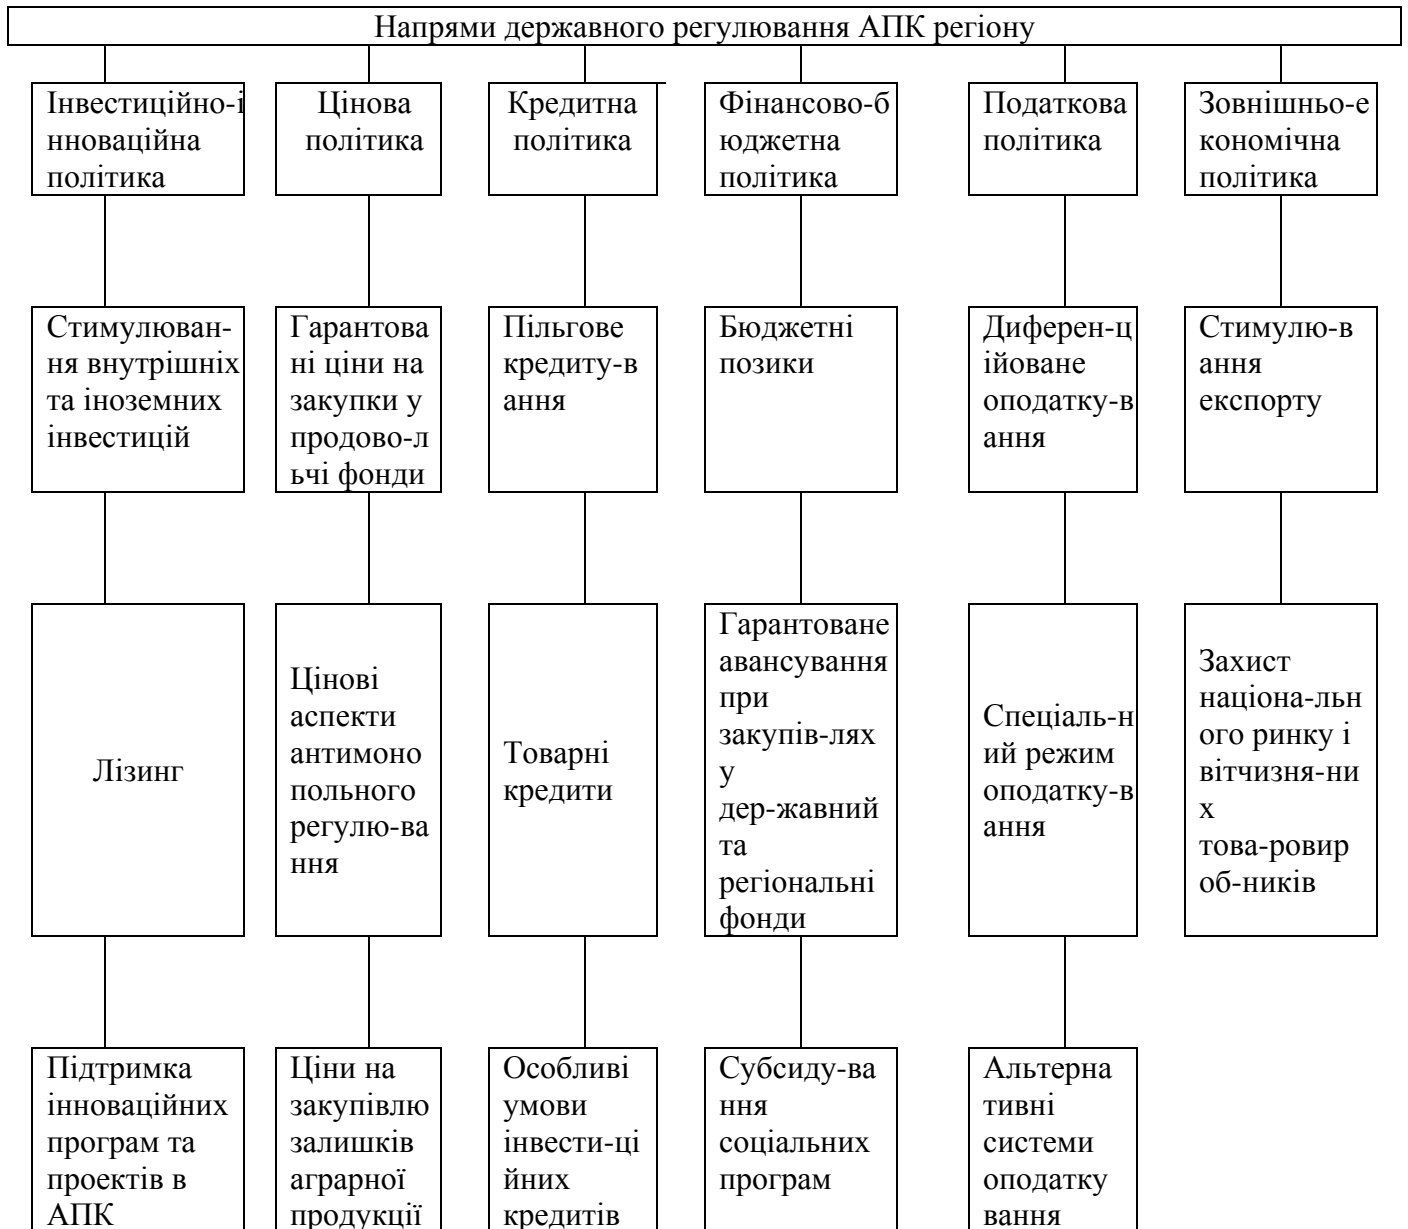 Напрями державного регулювання АПК регіону
Інвестиційно-і
нноваційна
політика
Цінова
політика
Кредитна
політика
Фінансово-б
юджетна
політика
Податкова
політика
Зовнішньо-е
кономічна
політика
Стимулюван-
ня внутрішніх
та іноземних
інвестицій
Гарантова
ні ціни на
закупки у
продово-л
ьчі фонди
Пільгове
кредиту-в
ання
Бюджетні
позики
Диферен-ц
ійоване
оподатку-в
ання
Стимулю-в
ання
експорту
Лізинг
Цінові
аспекти
антимоно
польного
регулю-ва
ння
Товарні
кредити
Гарантоване
авансування
при
закупів-лях
у
дер-жавний
та
регіональні
фонди
Спеціаль-н
ий режим
оподатку-в
ання
Захист
націона-льн
ого ринку і
вітчизня-ни
х
това-ровир
об-ників
Підтримка
інноваційних
програм та
проектів в
АПК
Ціни на
закупівлю
залишків
аграрної
продукції
Особливі
умови
інвести-ці
йних
кредитів
Субсиду-ва
ння
соціальних
програм
Альтерна
тивні
системи
оподатку
вання